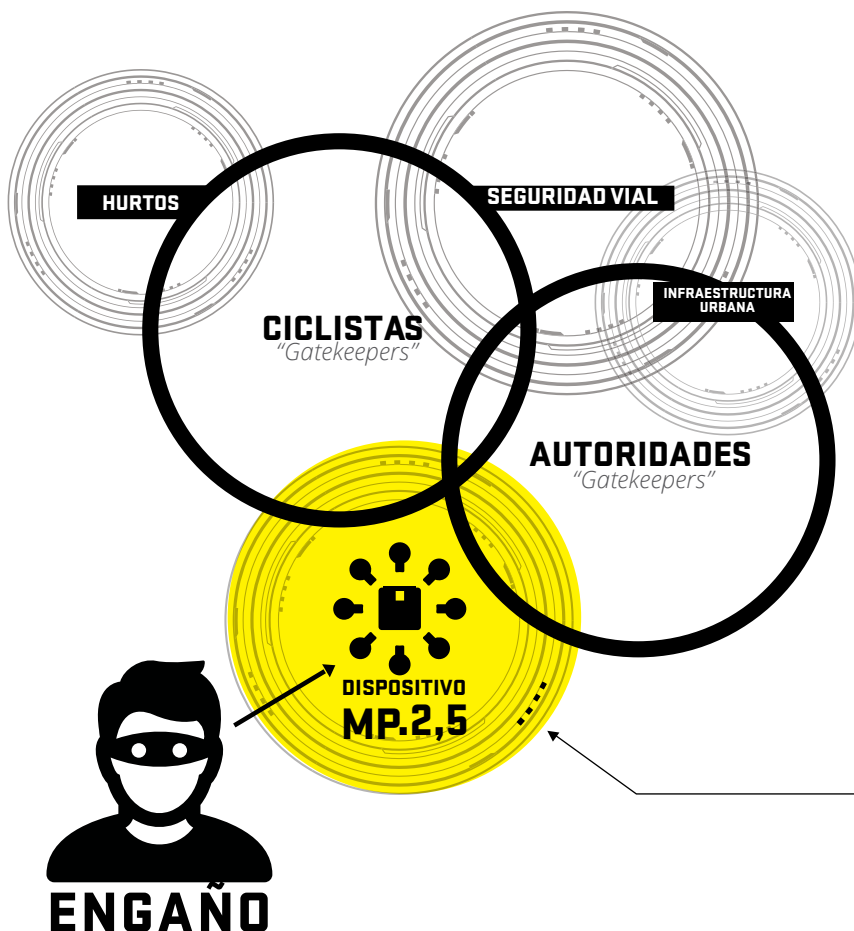 HURTOS
SEGURIDAD VIAL
INFRAESTRUCTURA
URBANA
CICLISTAS
"Gatekeepers"
AUTORIDADES
"Gatekeepers"
DISPOSITIVO
MP.2,5
ENGAÑO